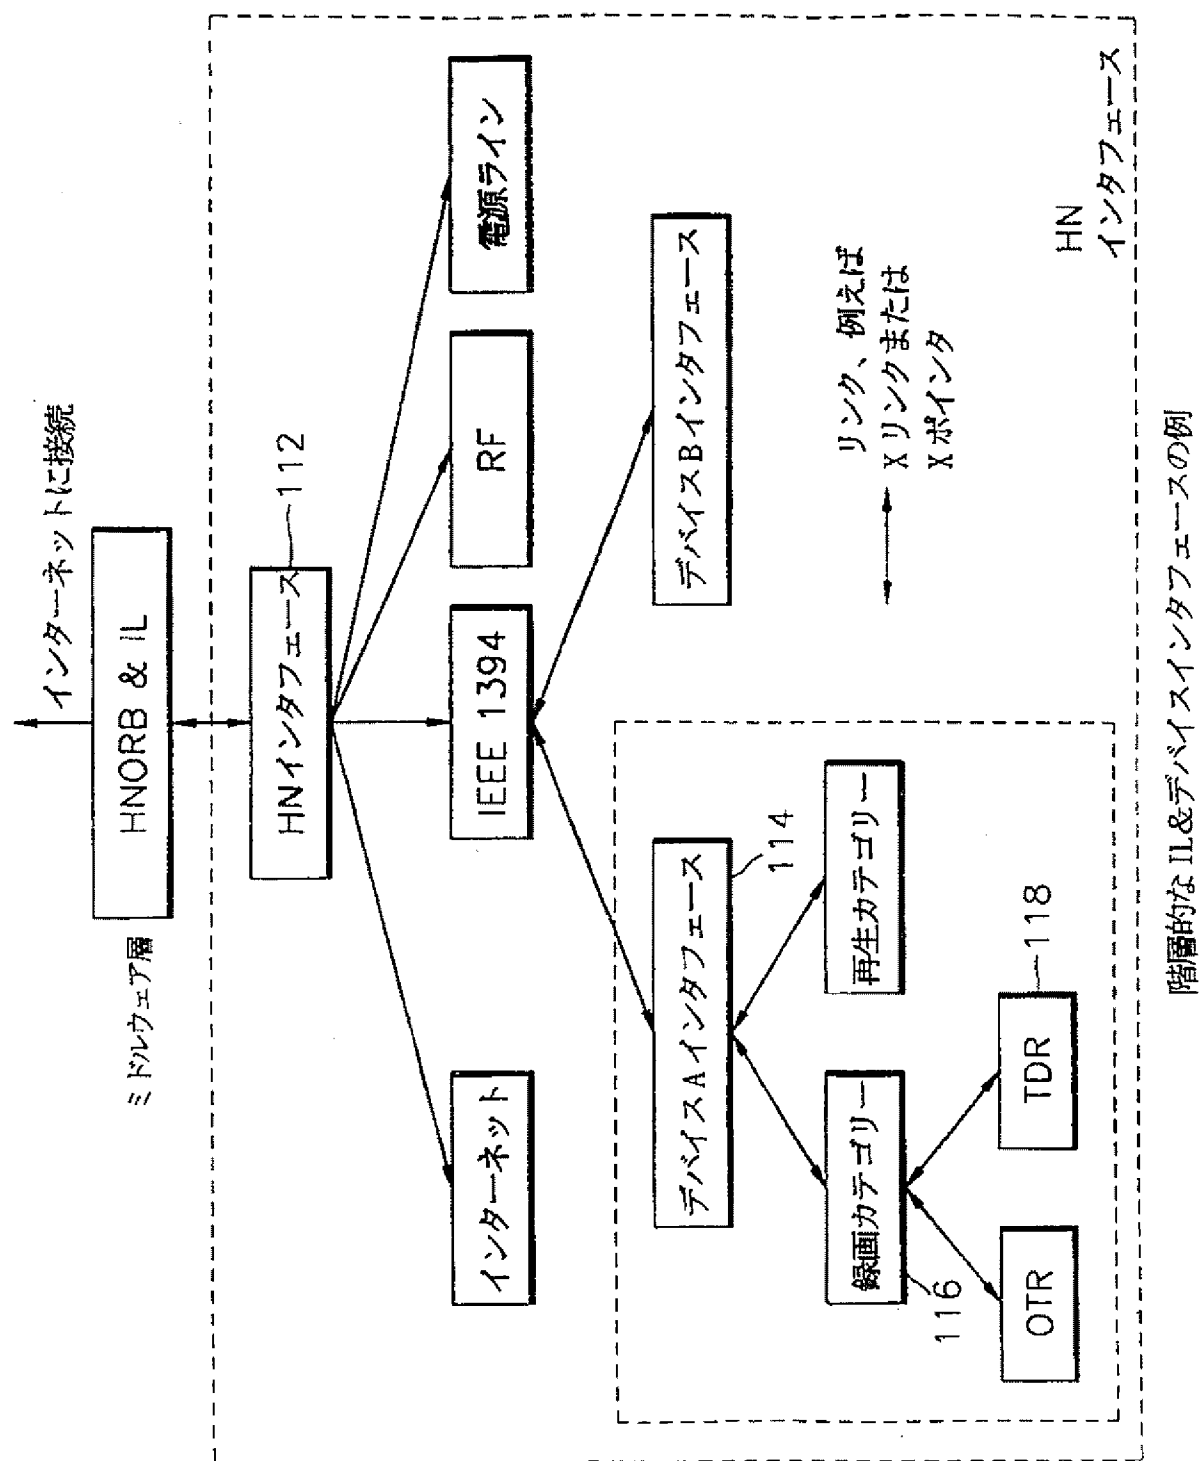 インターネットに接続
ミドルウェア層
HNORB & IL
HNインタフェース
112
インターネット
IEEE 1394
RF
電源ライン
デバイスAインタフェース
114
デバイスBインタフェース
録画カテゴリー
116
再生カテゴリー
OTR
TDR
118
リンク、例えば
Xリンクまたは
Xポインタ
HN
インタフェース
階層的なIL&デバイスインタフェースの例